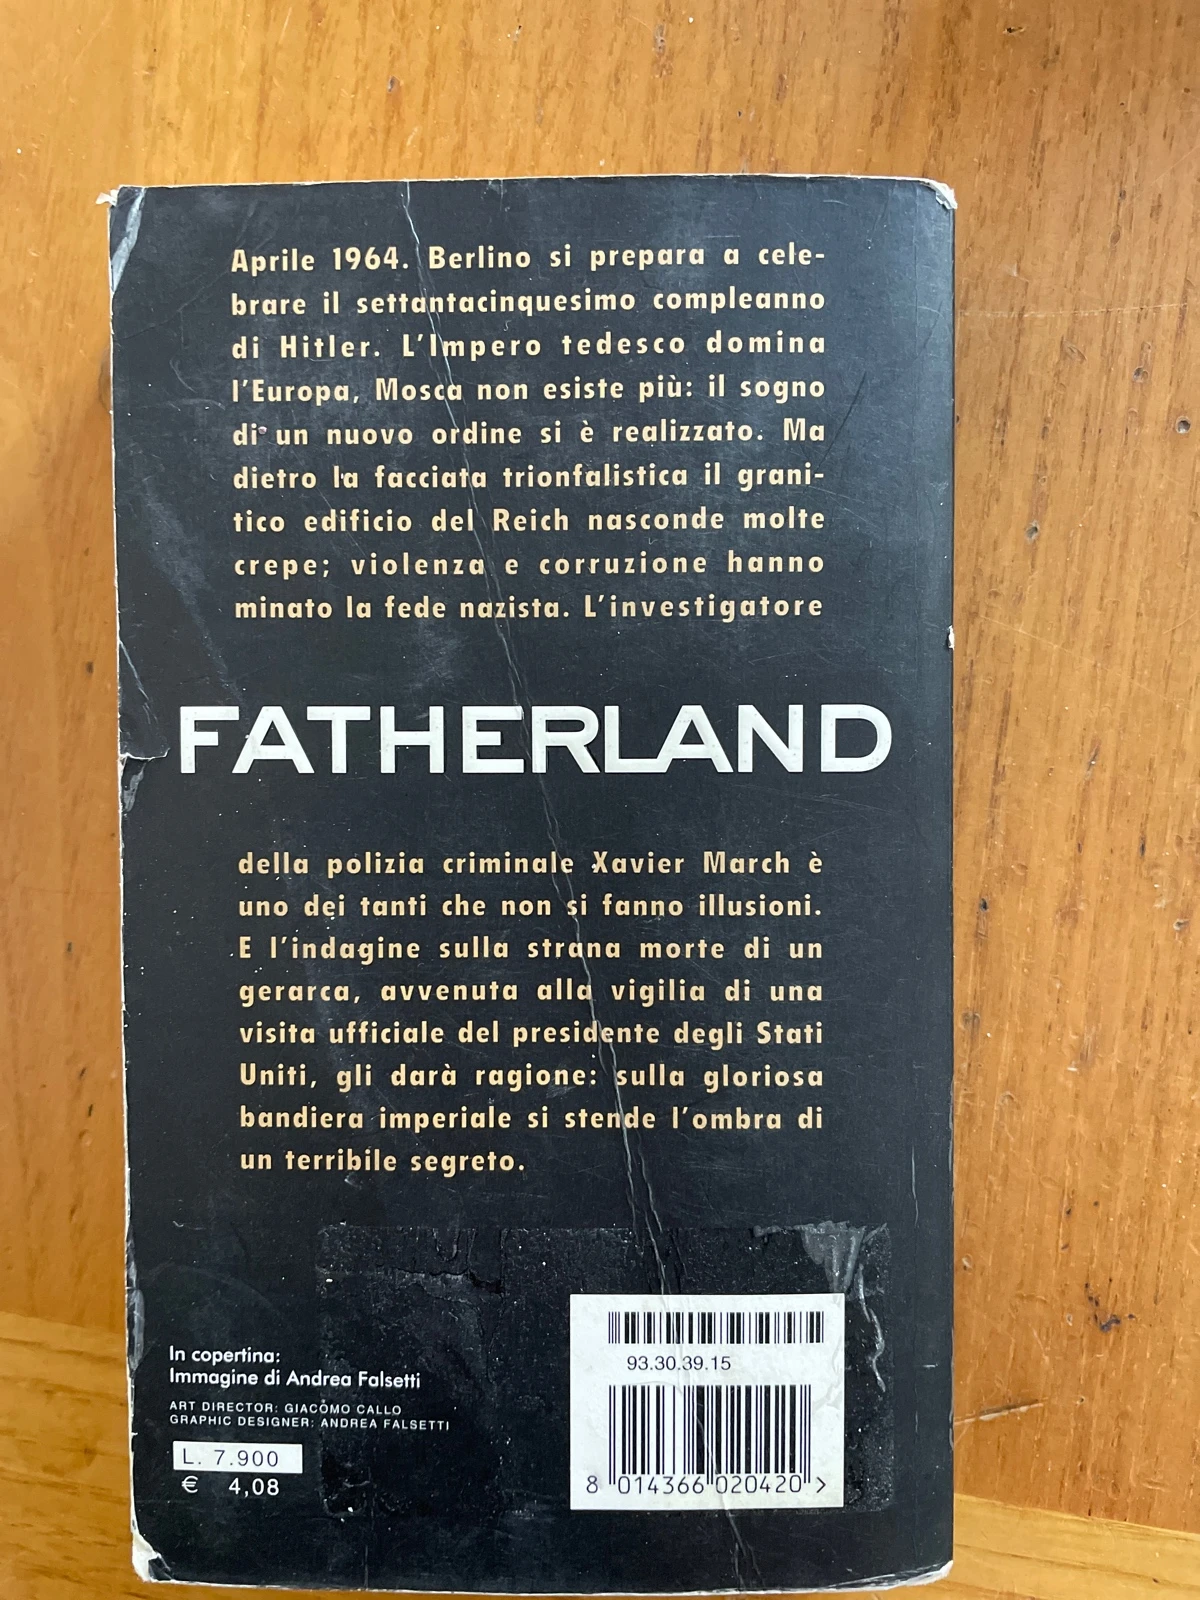 Aprile 1964. Berlino si prepara a cele-
brare il settantacinquesimo compleanno
di Hitler. L'Impero tedesco domina
l'Europa, Mosca non esiste più: il sogno
di un nuovo ordine si è realizzato. Ma
dietro la facciata trionfalistica il grani-
tico edificio del Reich nasconde molte
crepe; violenza e corruzione hanno
minato la fede nazista. L'investigatore
FATHERLAND
della polizia criminale Xavier March è
uno dei tanti che non si fanno illusioni.
E l'indagine sulla strana morte di un
gerarca, avvenuta alla vigilia di una
visita ufficiale del presidente degli Stati
Uniti, gli darà ragione: sulla gloriosa
bandiera imperiale si stende l'ombra di
un terribile segreto.
In copertina:
Immagine di Andrea Falsetti
ART DIRECTOR: GIACOMO CALLO
GRAPHIC DESIGNER: ANDREA FALSETTI
L. 7.900
€ 4,08
93.30.39.15
8 014366 020420 >